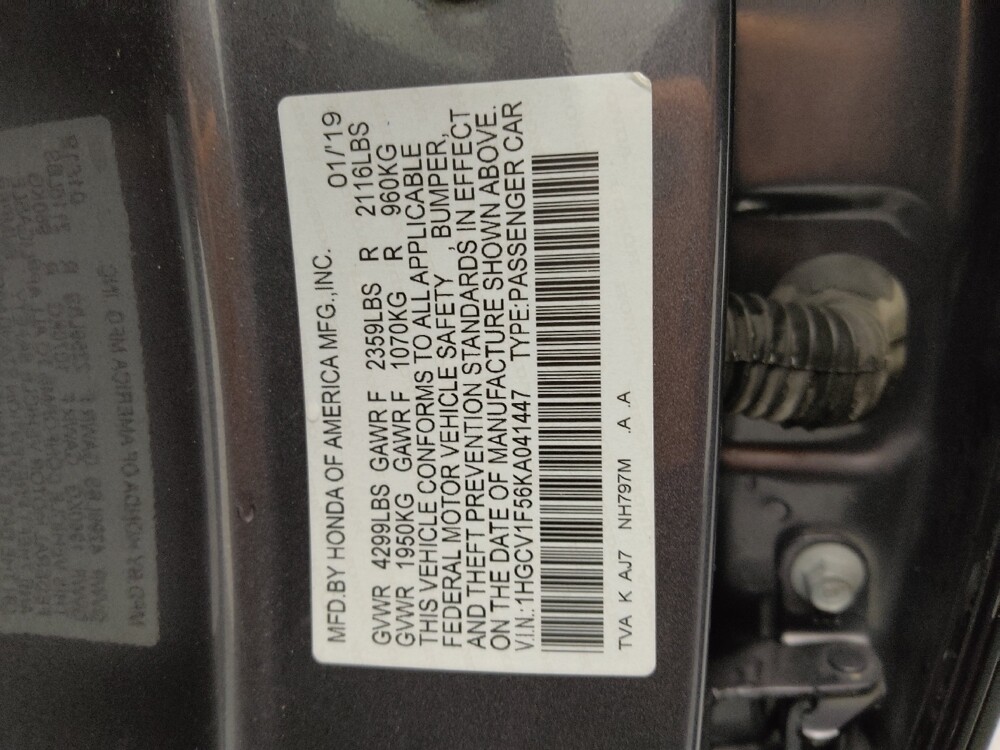 MFD.BY HONDA OF AMERICA MFG.,INC. 01/'19
GVWR 4299LBS GAWR F 2359LBS R 2116LBS
GVWR 1950KG GAWR F 1070KG R 960KG
THIS VEHICLE CONFORMS TO ALL APPLICABLE
FEDERAL MOTOR VEHICLE SAFETY , BUMPER,
AND THEFT PREVENTION STANDARDS IN EFFECT
ON THE DATE OF MANUFACTURE SHOWN ABOVE.
V.I.N.:1HGCV1F56KA041447 TYPE:PASSENGER CAR
TVA K AJ7 NH797M .A .A